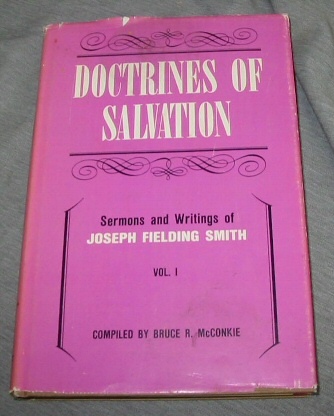 DOCTRINES OF
SALVATION
Sermons and Writings of
JOSEPH FIELDING SMITH
VOL. I
COMPILED BY BRUCE R. McCONKIE